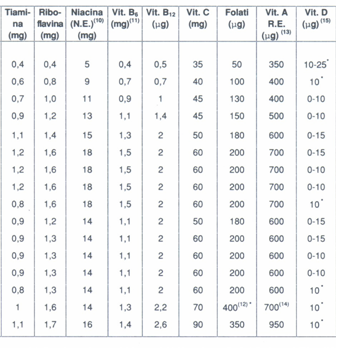 Tiami- Ribo- Niacina Vit. B6 Vit. B12 Vit. C Folati Vit. A Vit. D
na flavina (N.E.)(10) (mg)(11) (µg) (mg) (µg) R.E. (µg) (15)
(mg) (mg) (mg) (µg) (13)
0,4 0,4 5 0,4 0,5 35 50 350 10-25*
0,6 0,8 9 0,7 0,7 40 100 400 10*
0,7 1,0 11 0,9 1 45 130 400 0-10
0,9 1,2 13 1,1 1,4 45 150 500 0-10
1,1 1,4 15 1,3 2 50 180 600 0-15
1,2 1,6 18 1,5 2 60 200 700 0-15
1,2 1,6 18 1,5 2 60 200 700 0-10
1,2 1,6 18 1,5 2 60 200 700 0-10
0,8 1,6 18 1,5 2 60 200 700 10*
0,9 1,2 14 1,1 2 50 180 600 0-15
0,9 1,3 14 1,1 2 60 200 600 0-15
0,9 1,3 14 1,1 2 60 200 600 0-10
0,9 1,3 14 1,1 2 60 200 600 0-10
0,8 1,3 14 1,1 2 60 200 600 10*
1 1,6 14 1,3 2,2 70 400(12)* 700(14) 10*
1,1 1,7 16 1,4 2,6 90 350 950 10*